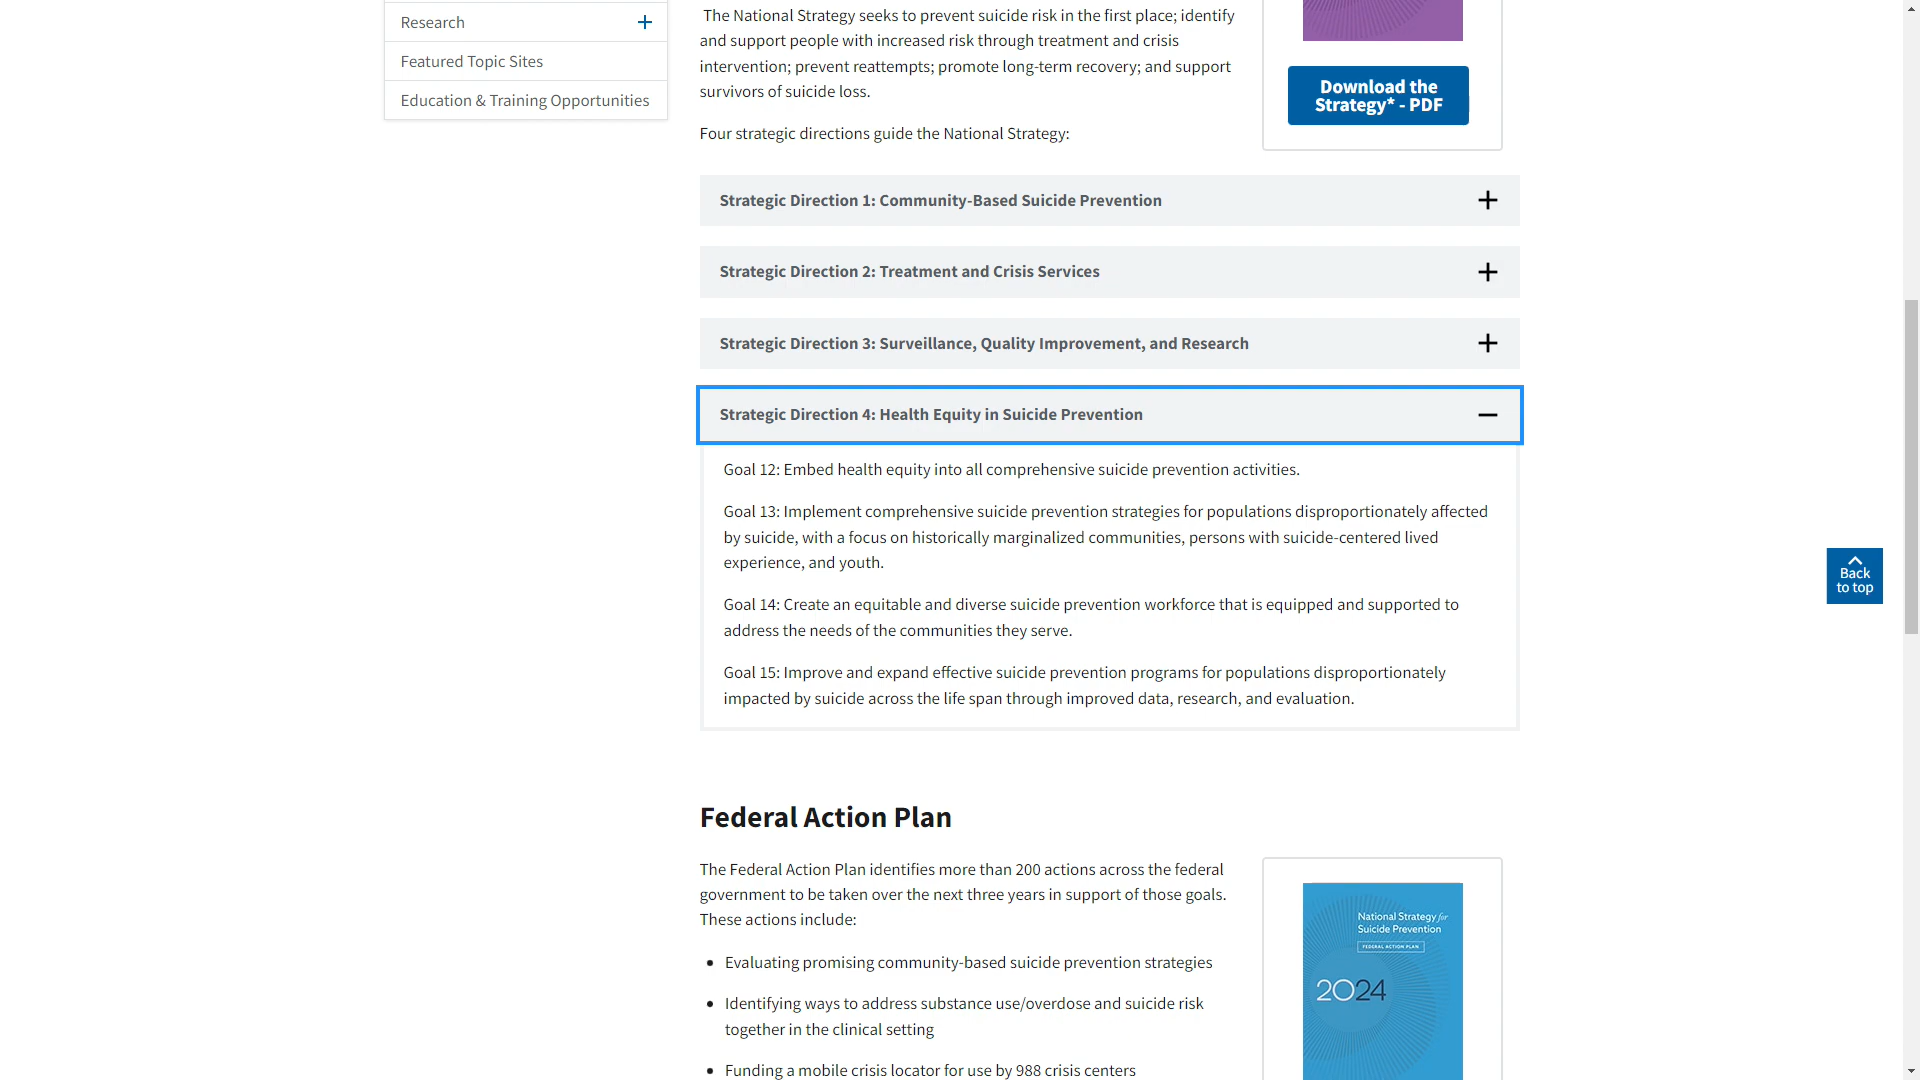 Research
Featured Topic Sites
Education & Training Opportunities
The National Strategy seeks to prevent suicide risk in the first place; identify
and support people with increased risk through treatment and crisis
intervention; prevent reattempts; promote long-term recovery; and support
survivors of suicide loss.
Four strategic directions guide the National Strategy:
Download the
Strategy* - PDF
Strategic Direction 1: Community-Based Suicide Prevention
Strategic Direction 2: Treatment and Crisis Services
Strategic Direction 3: Surveillance, Quality Improvement, and Research
Strategic Direction 4: Health Equity in Suicide Prevention
Goal 12: Embed health equity into all comprehensive suicide prevention activities.
Goal 13: Implement comprehensive suicide prevention strategies for populations disproportionately affected
by suicide, with a focus on historically marginalized communities, persons with suicide-centered lived
experience, and youth.
Goal 14: Create an equitable and diverse suicide prevention workforce that is equipped and supported to
address the needs of the communities they serve.
Goal 15: Improve and expand effective suicide prevention programs for populations disproportionately
impacted by suicide across the life span through improved data, research, and evaluation.
Back
to top
Federal Action Plan
The Federal Action Plan identifies more than 200 actions across the federal
government to be taken over the next three years in support of those goals.
These actions include:
• Evaluating promising community-based suicide prevention strategies
• Identifying ways to address substance use/overdose and suicide risk
together in the clinical setting
• Funding a mobile crisis locator for use by 988 crisis centers
National Strategy for
Suicide Prevention
FEDERAL ACTION PLAN
2024